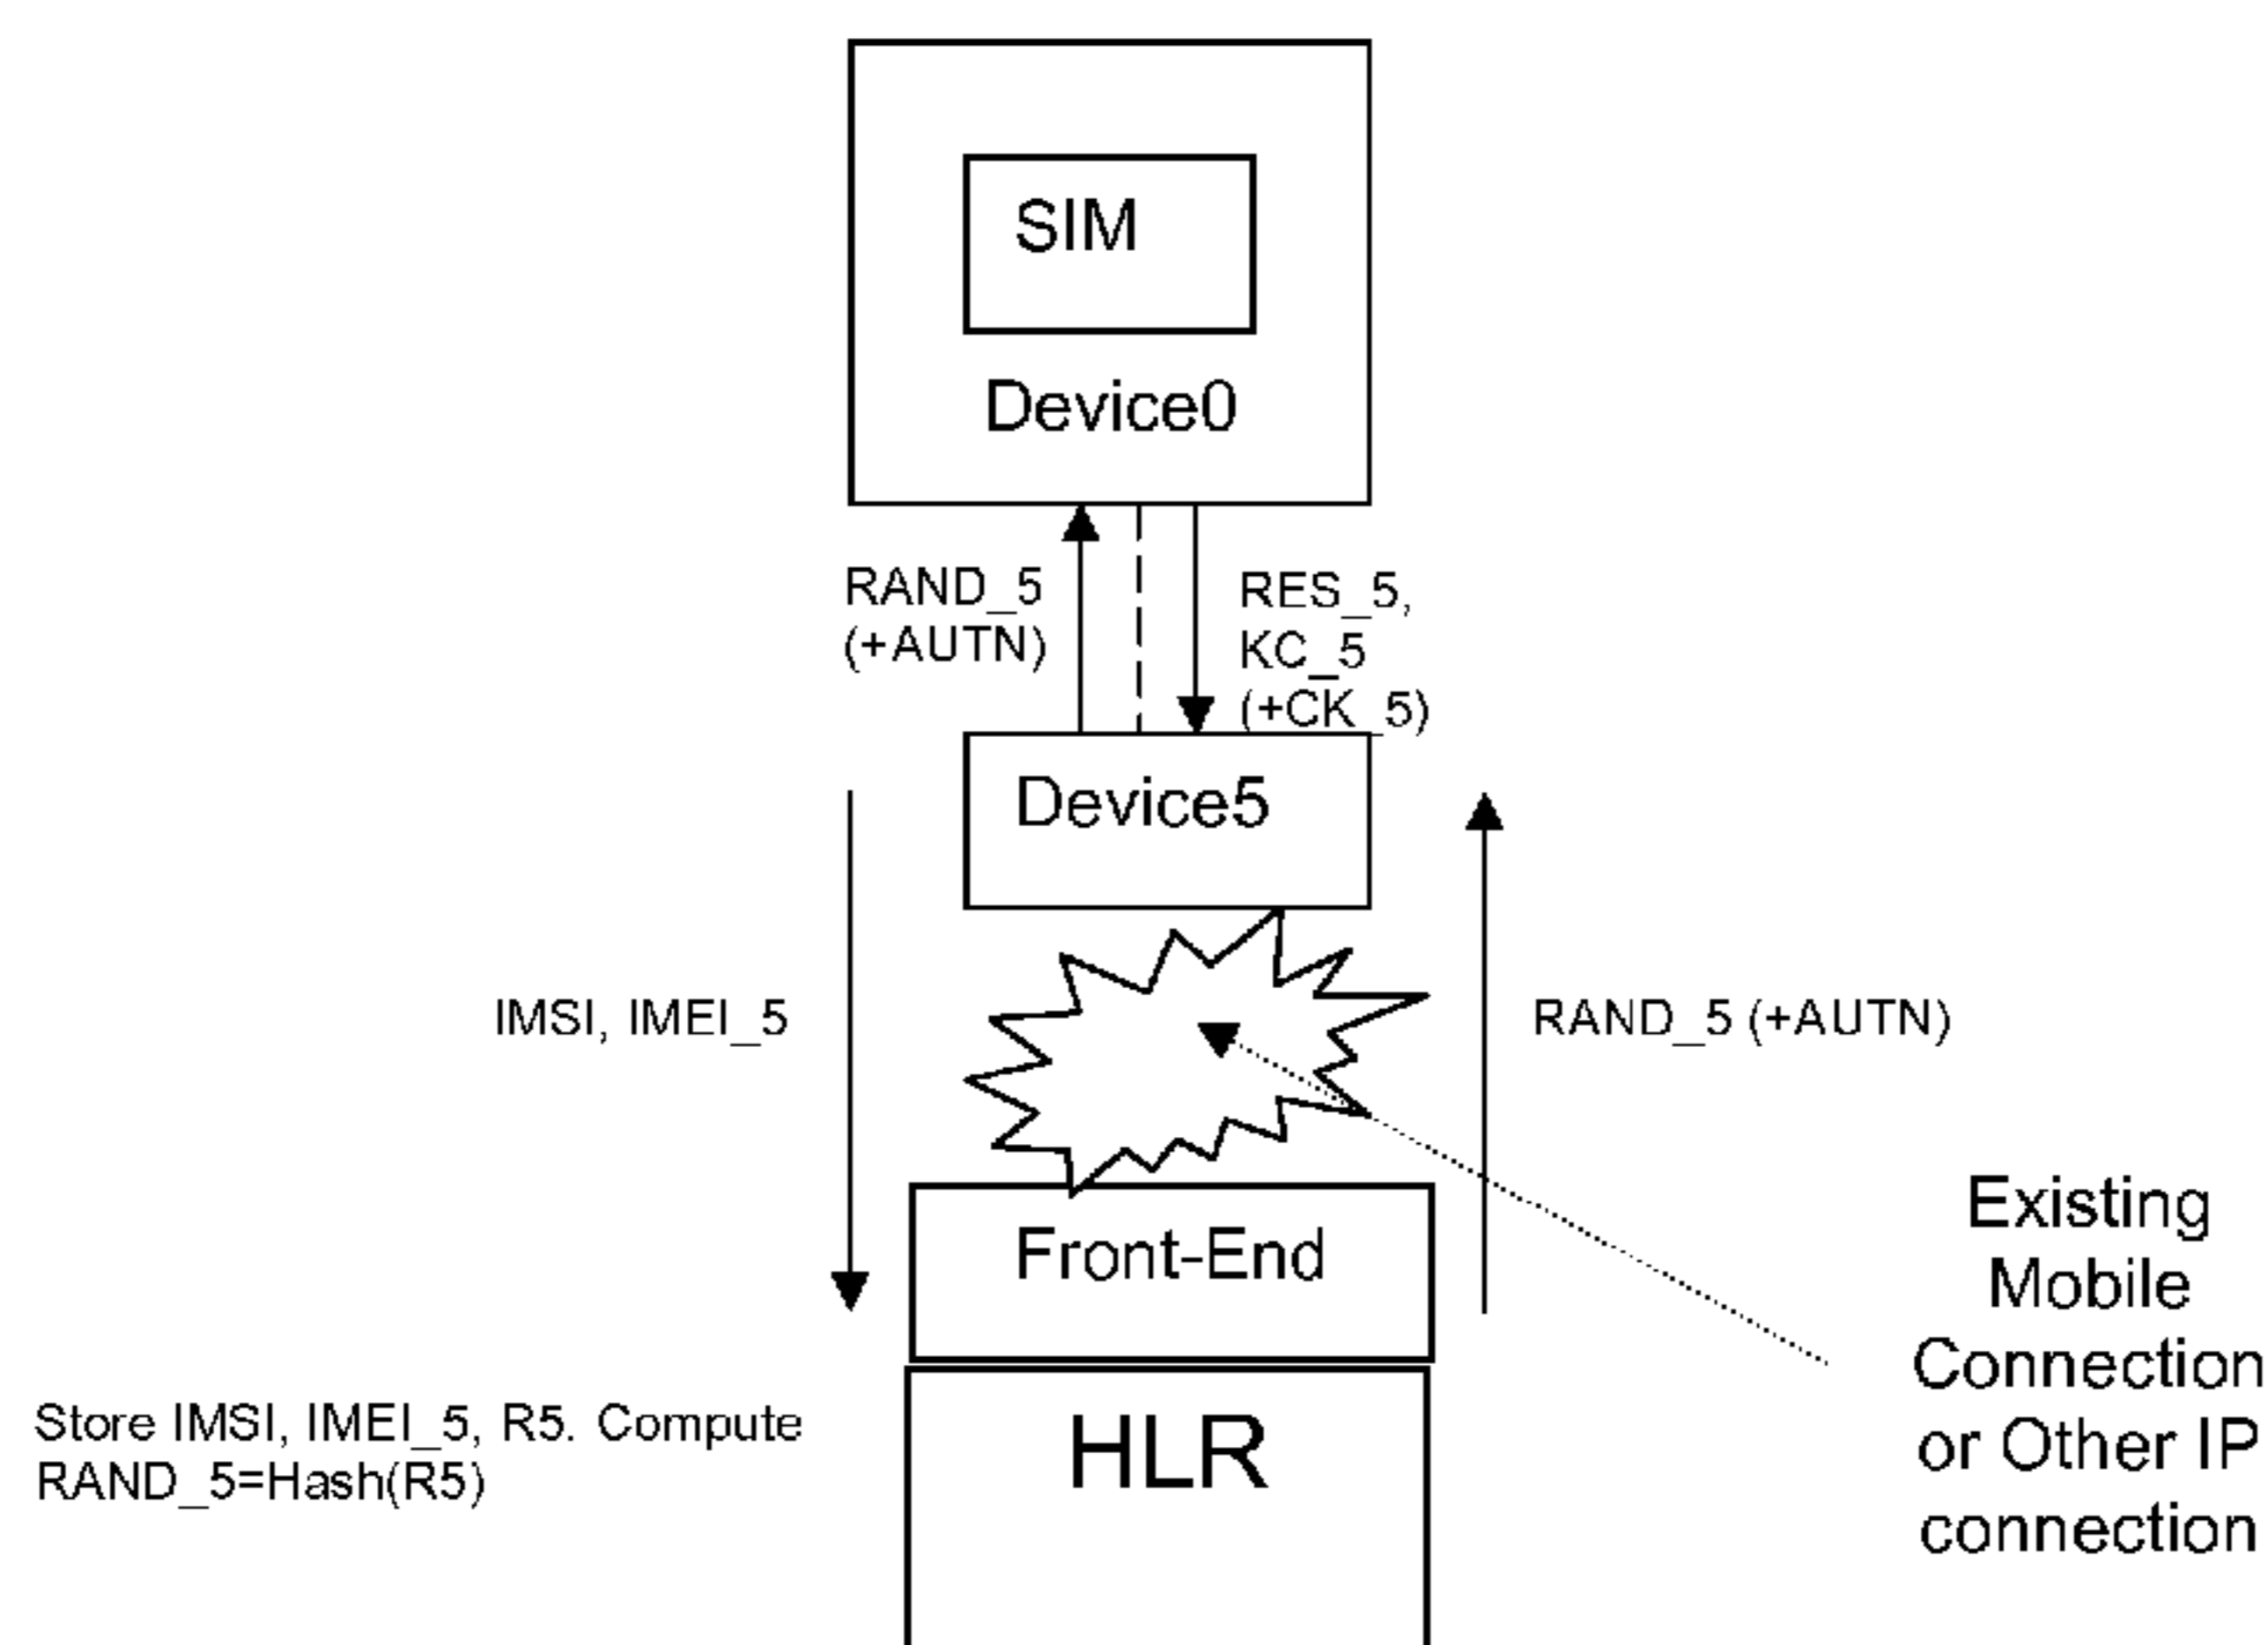 SIM
Device0
RAND_5
(+AUTN)
RES_5,
KC_5
(+CK_5)
Device5
IMSI, IMEI_5
RAND_5 (+AUTN)
Front-End
Existing
Mobile
Connection
or Other IP
connection
Store IMSI, IMEI_5, R5. Compute
RAND_5=Hash(R5)
HLR